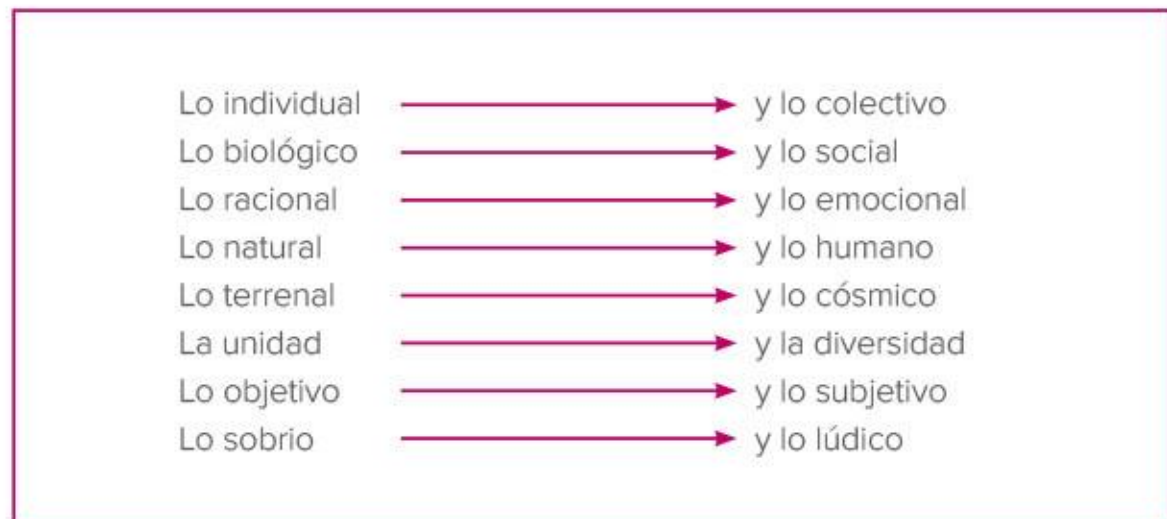 Lo individual y lo colectivo
Lo biológico y lo social
Lo racional y lo emocional
Lo natural y lo humano
Lo terrenal y lo cósmico
La unidad y la diversidad
Lo objetivo y lo subjetivo
Lo sobrio y lo lúdico